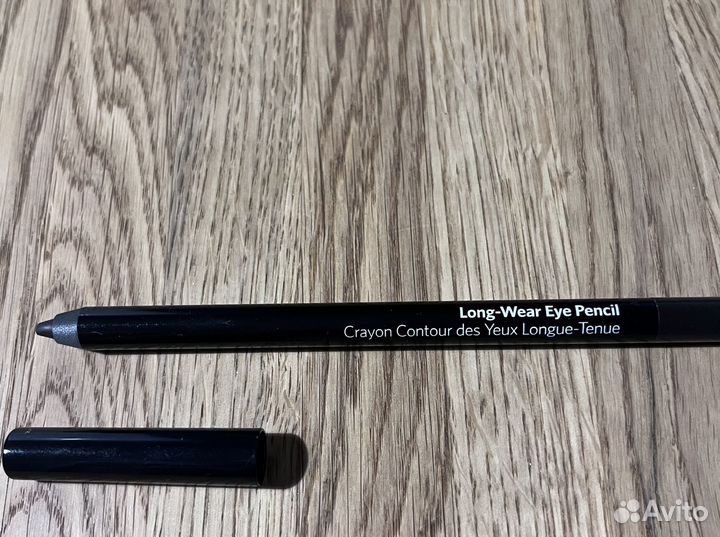 Long-Wear Eye Pencil
Crayon Contour des Yeux Longue-Tenue
Avito